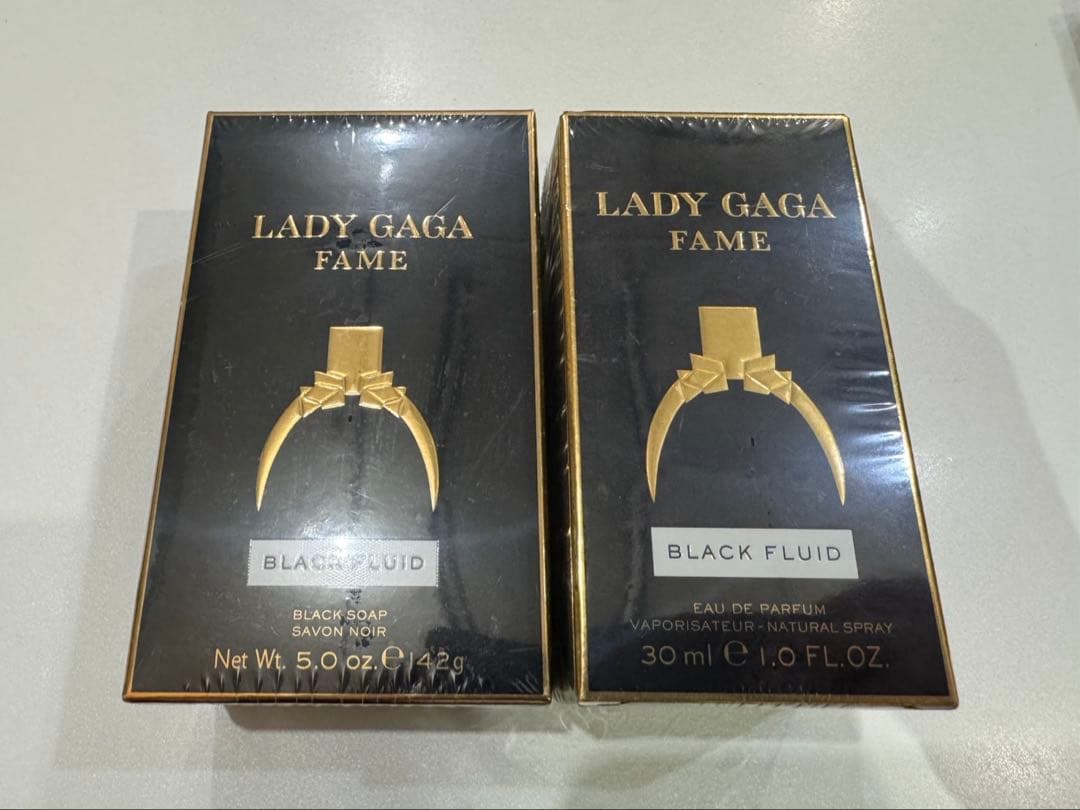 LADY GAGA
FAME
BLACK FLUID
BLACK SOAP
SAVON NOIR
Net Wt. 5.0 oz. ℮ 142g
LADY GAGA
FAME
BLACK FLUID
EAU DE PARFUM
VAPORISATEUR - NATURAL SPRAY
30 ml ℮ 1.0 FL.OZ.